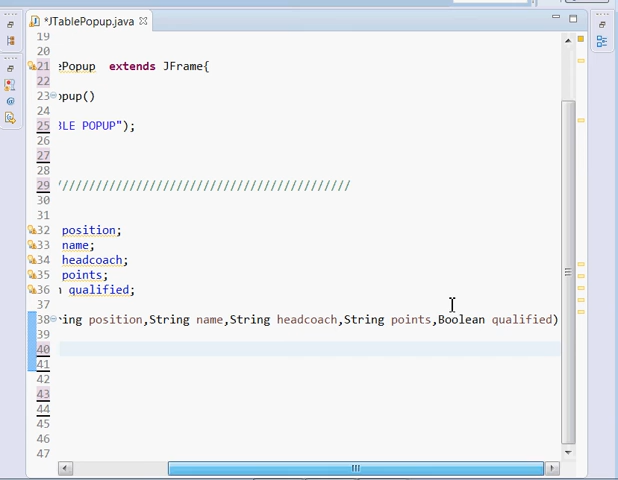 *JTablePopup.java
19
20
21 ePopup extends JFrame{
22
23 opup()
24
25 BLE POPUP");
26
27
28
29 ///////////////////////////////////////////
30
31
32 position;
33 name;
34 headcoach;
35 points;
36 n qualified;
37
38 ring position,String name,String headcoach,String points,Boolean qualified)
39
40
41
42
43
44
45
46
47